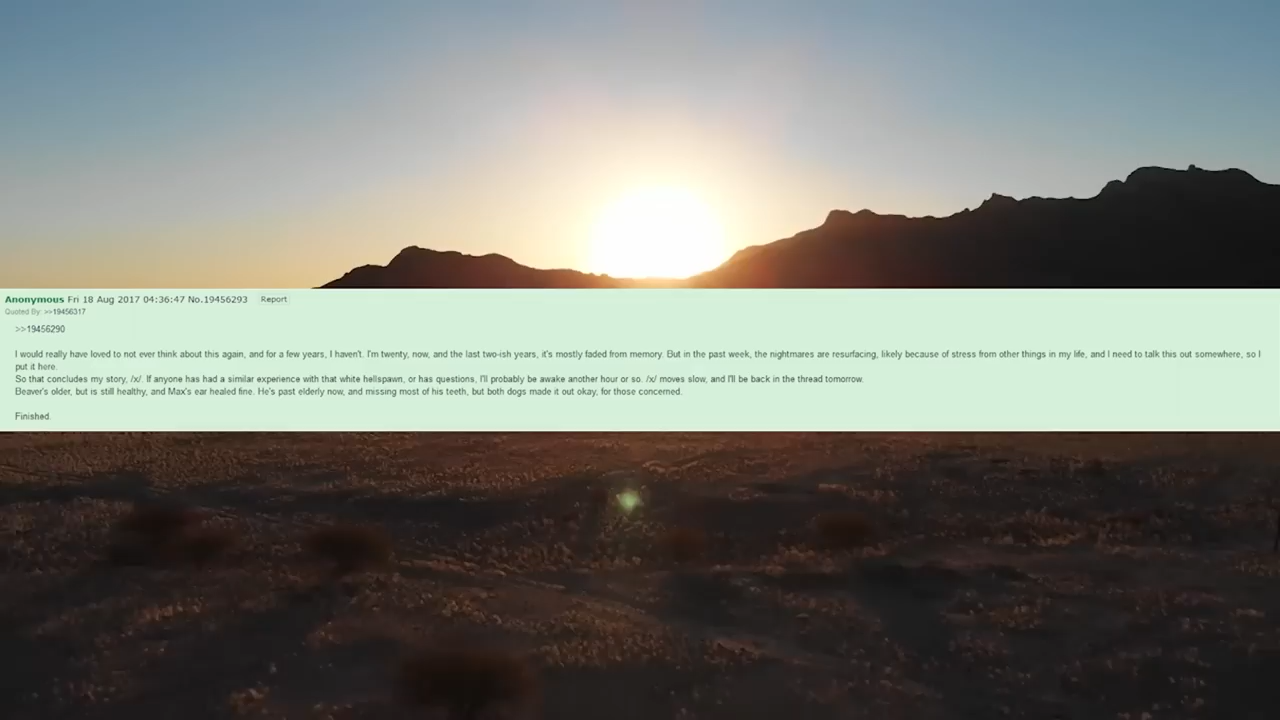 Anonymous Fri 18 Aug 2017 04:36:47 No.19456293 Report
Quoted By: >>19456317
>>19456290
I would really have loved to not ever think about this again, and for a few years, I haven't. I'm twenty, now, and the last two-ish years, it's mostly faded from memory. But in the past week, the nightmares are resurfacing, likely because of stress from other things in my life, and I need to talk this out somewhere, so I
put it here.
So that concludes my story, /x/. If anyone has had a similar experience with that white hellspawn, or has questions, I'll probably be awake another hour or so. /x/ moves slow, and I'll be back in the thread tomorrow.
Beaver's older, but is still healthy, and Max's ear healed fine. He's past elderly now, and missing most of his teeth, but both dogs made it out okay, for those concerned.
Finished.